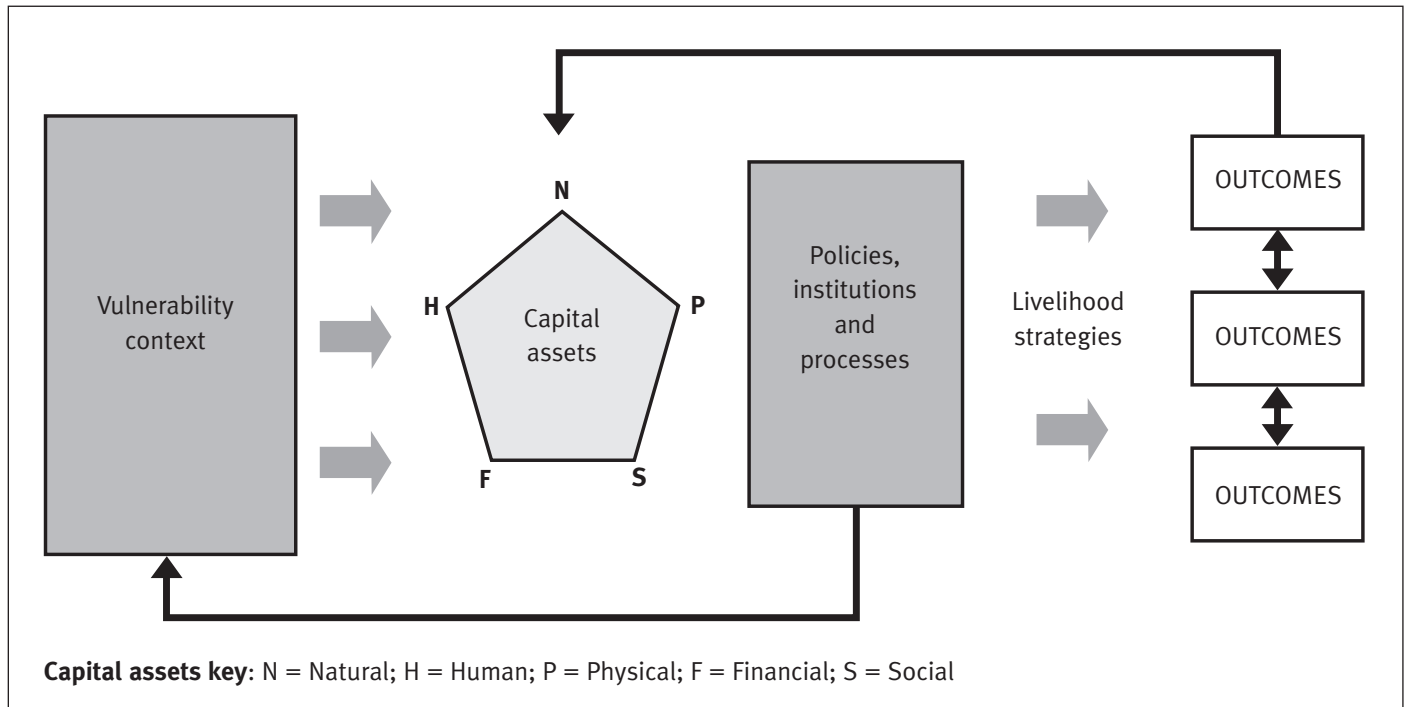 Vulnerability
context
N
H
P
F
S
Capital
assets
Policies,
institutions
and
processes
Livelihood
strategies
OUTCOMES
OUTCOMES
OUTCOMES
Capital assets key: N = Natural; H = Human; P = Physical; F = Financial; S = Social